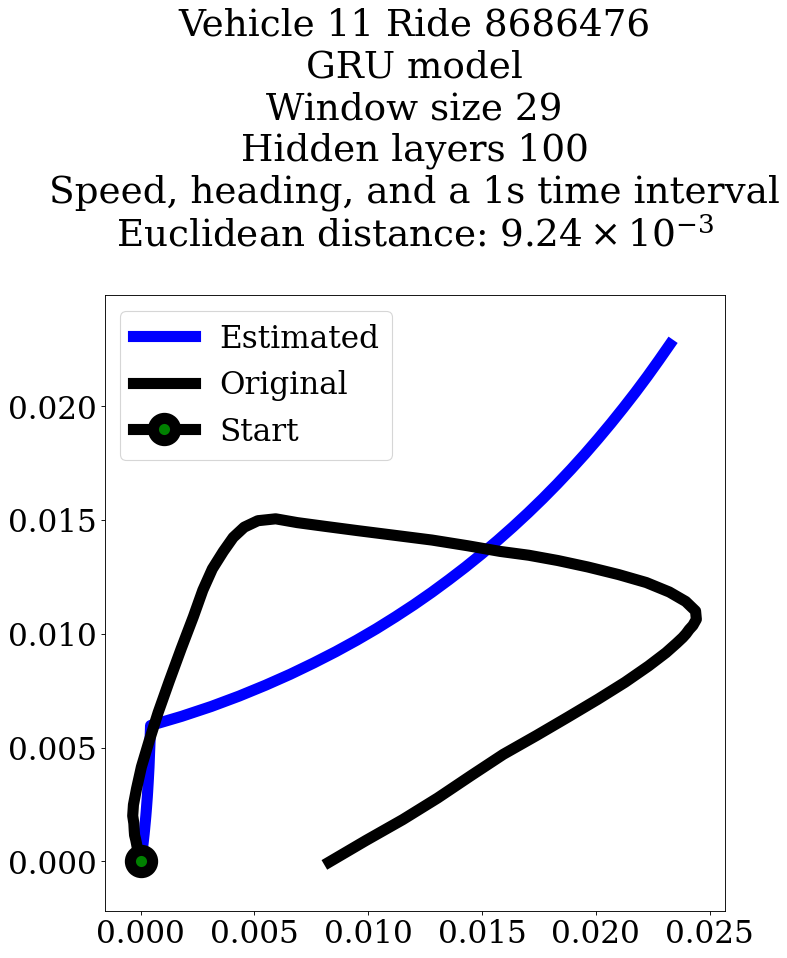 Vehicle 11 Ride 8686476
GRU model
Window size 29
Hidden layers 100
Speed, heading, and a 1s time interval
Euclidean distance: 9.24 × 10⁻³
Estimated
Original
Start
0.020
0.015
0.010
0.005
0.000
0.000 0.005 0.010 0.015 0.020 0.025